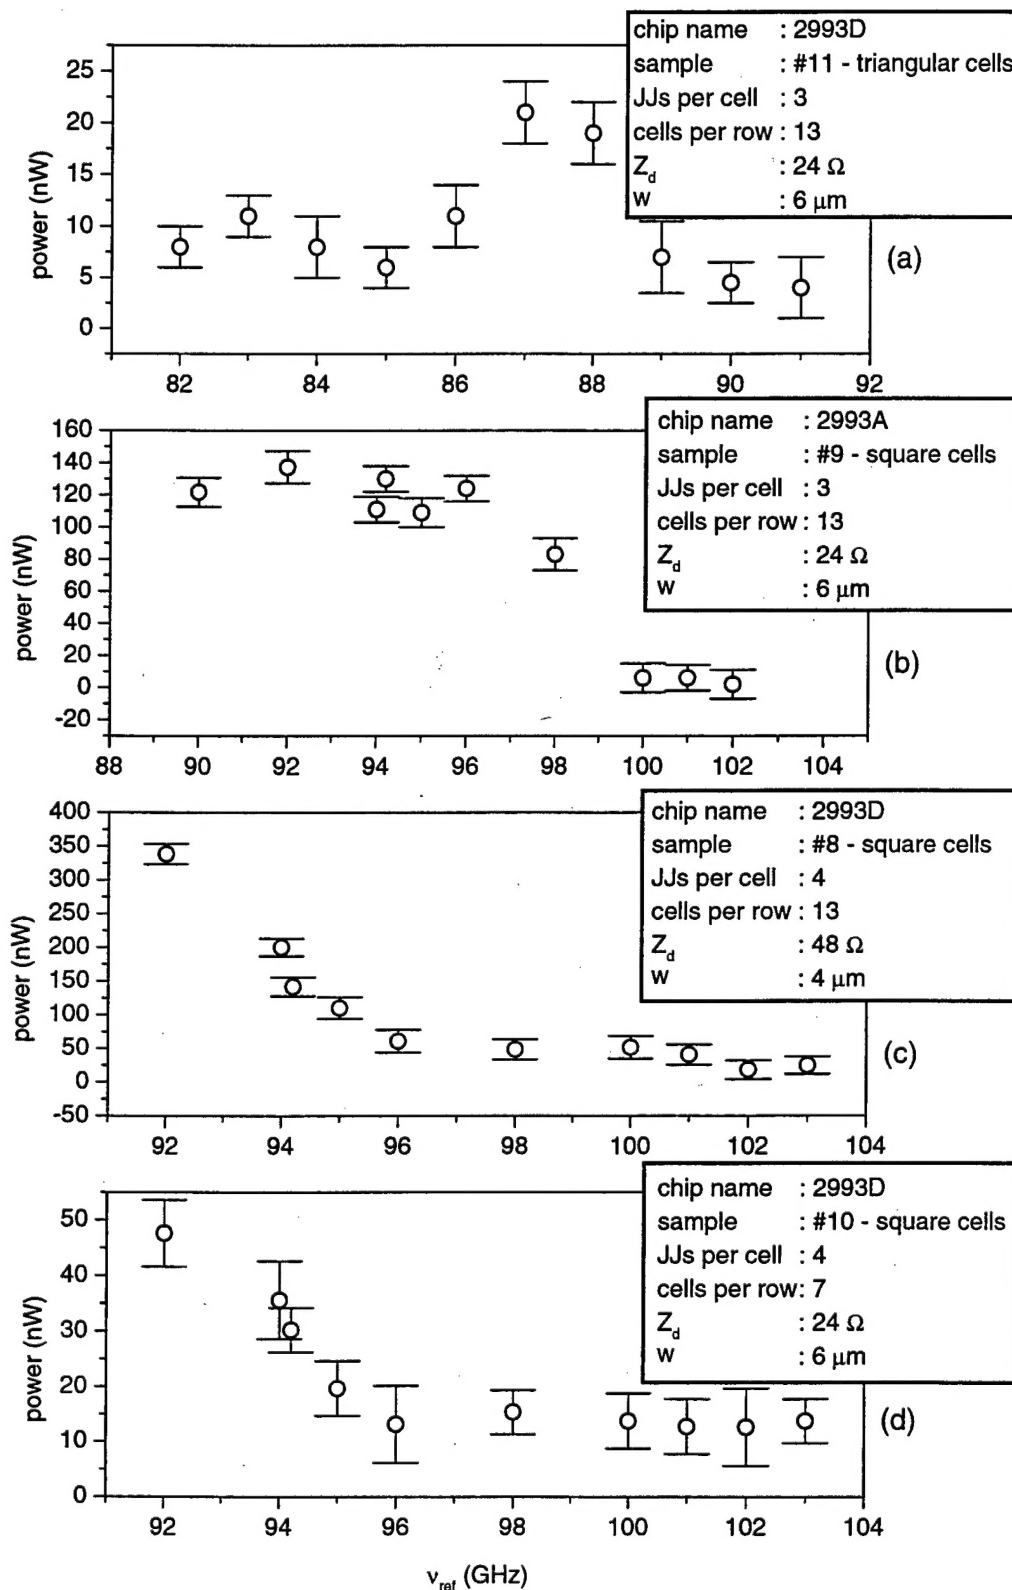 chip name : 2993D
sample : #11 - triangular cells
JJs per cell : 3
cells per row : 13
Z_d : 24 Ω
w : 6 μm
25
20
15
10
5
0
power (nW)
82 84 86 88 90 92
(a)
chip name : 2993A
sample : #9 - square cells
JJs per cell : 3
cells per row : 13
Z_d : 24 Ω
w : 6 μm
160
140
120
100
80
60
40
20
0
-20
power (nW)
88 90 92 94 96 98 100 102 104
(b)
chip name : 2993D
sample : #8 - square cells
JJs per cell : 4
cells per row : 13
Z_d : 48 Ω
w : 4 μm
400
350
300
250
200
150
100
50
0
-50
power (nW)
92 94 96 98 100 102 104
(c)
chip name : 2993D
sample : #10 - square cells
JJs per cell : 4
cells per row: 7
Z_d : 24 Ω
w : 6 μm
50
40
30
20
10
0
power (nW)
92 94 96 98 100 102 104
(d)
ν_ref (GHz)